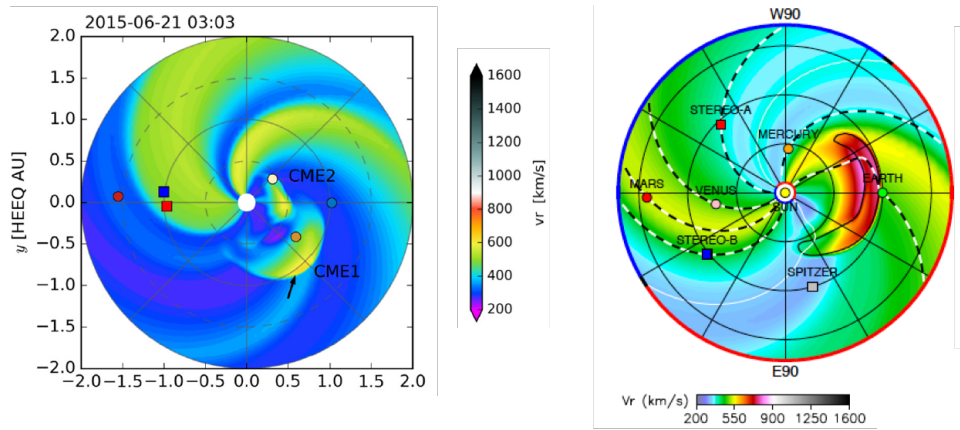 2015-06-21 03:03
2.0
1.5
1.0
0.5
0.0
−0.5
−1.0
−1.5
−2.0
y [HEEQ AU]
−2.0 −1.5 −1.0 −0.5 0.0 0.5 1.0 1.5 2.0
CME2
CME1
1600
1400
1200
1000
800
600
400
200
vr [km/s]
W90
STEREO-A
MERCURY
MARS
VENUS
EARTH
SUN
STEREO-B
SPITZER
E90
Vr (km/s)
200 550 900 1250 1600